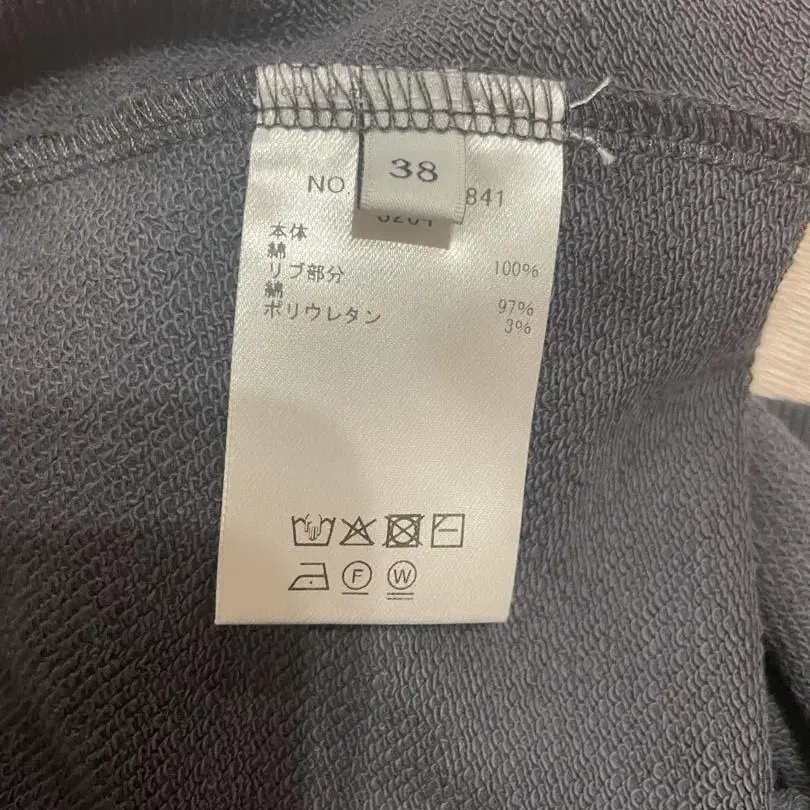 38
NO. 841
本体
綿 100%
リブ部分
綿 97%
ポリウレタン 3%
F W